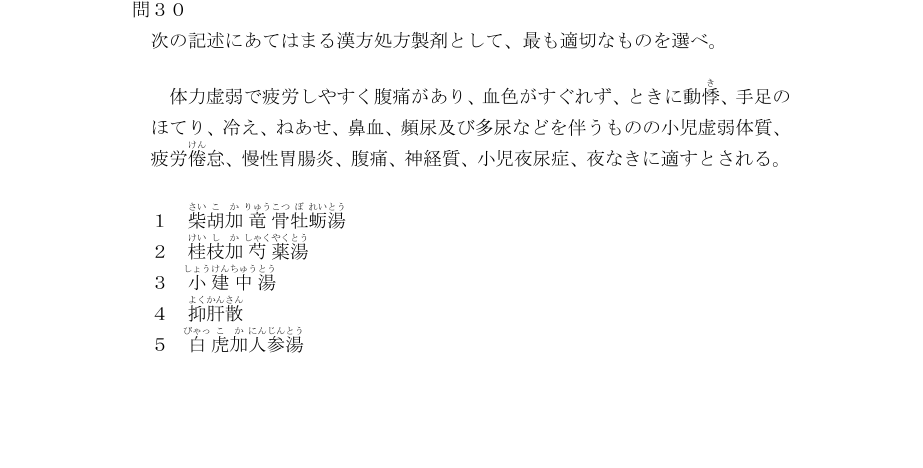 問３０
次の記述にあてはまる漢方処方製剤として、最も適切なものを選べ。
体力虚弱で疲労しやすく腹痛があり、血色がすぐれず、ときに動悸、手足の
ほてり、冷え、ねあせ、鼻血、頻尿及び多尿などを伴うものの小児虚弱体質、
疲労倦怠、慢性胃腸炎、腹痛、神経質、小児夜尿症、夜なきに適すとされる。
１ 柴胡加竜骨牡蛎湯
２ 桂枝加芍薬湯
３ 小建中湯
４ 抑肝散
５ 白虎加人参湯